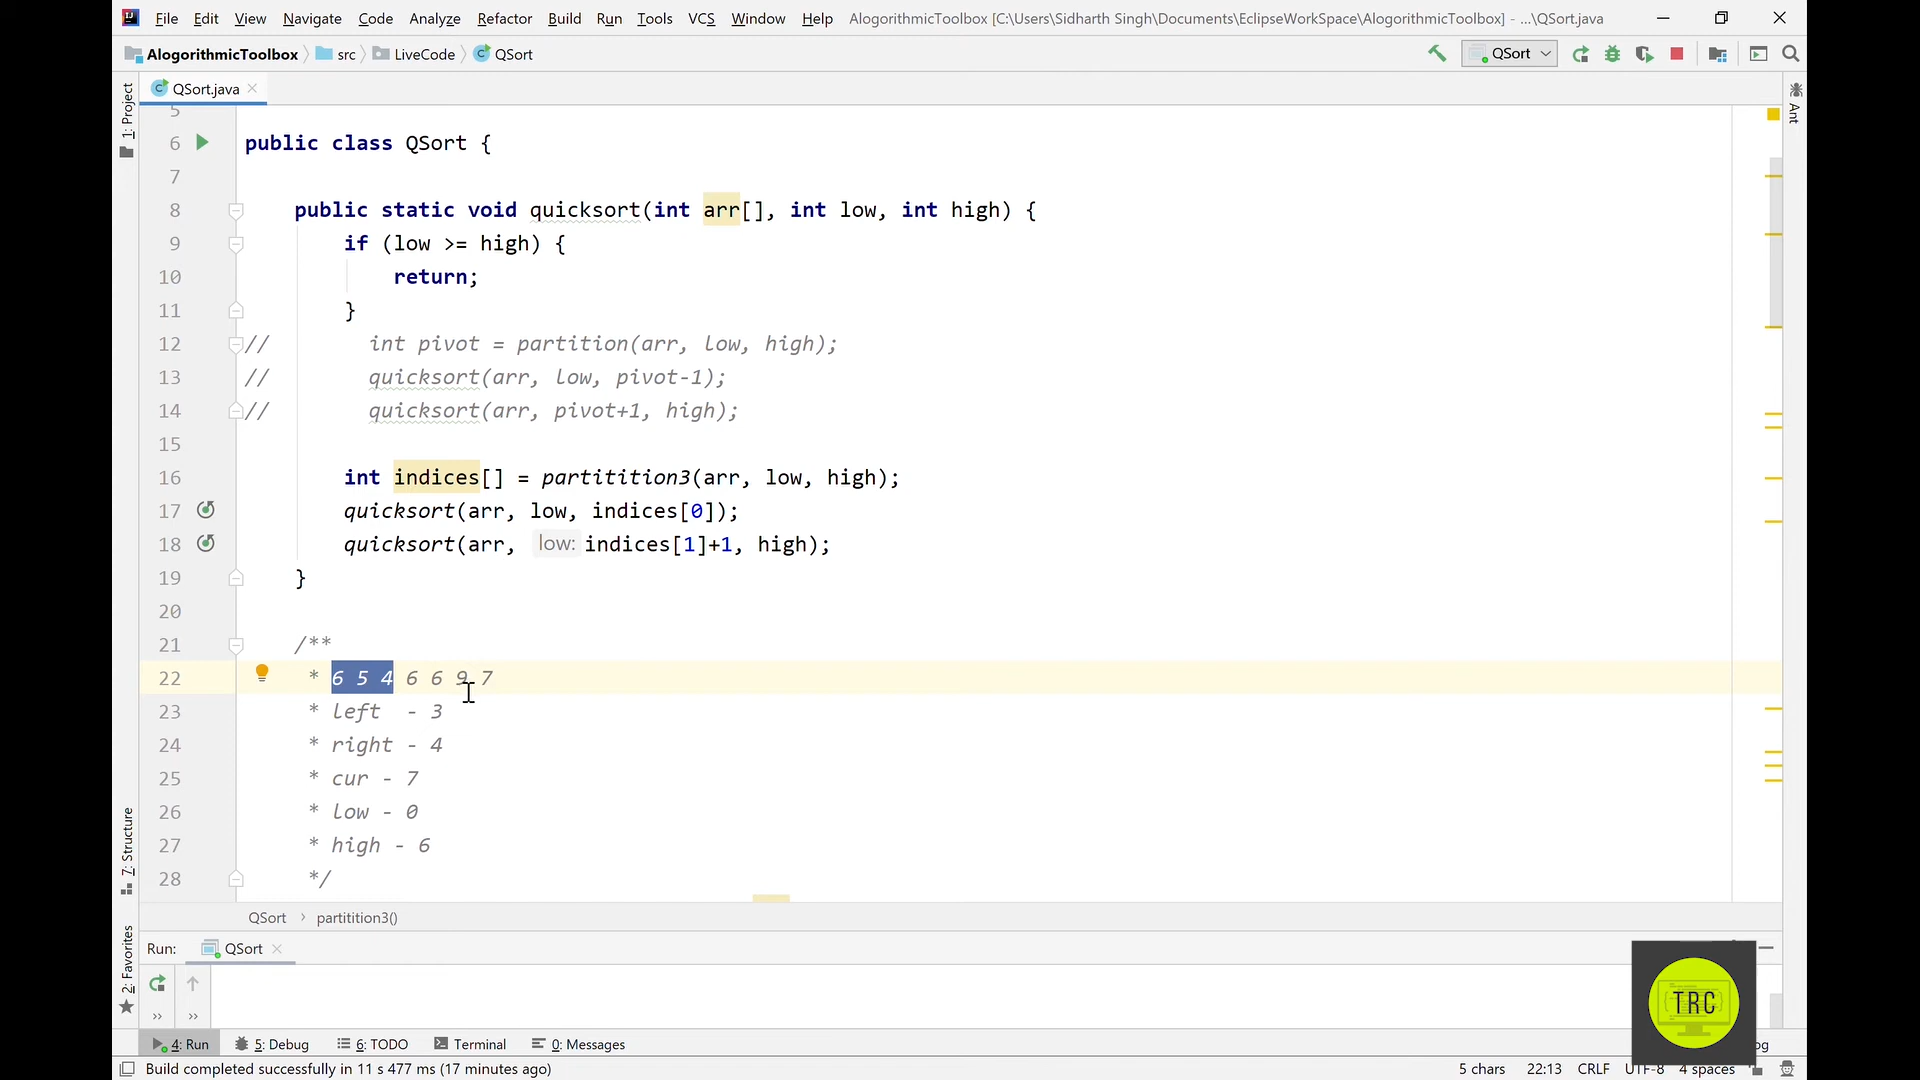 File Edit View Navigate Code Analyze Refactor Build Run Tools VCS Window Help AlogorithmicToolbox [C:\Users\Sidharth Singh\Documents\EclipseWorkSpace\AlogorithmicToolbox] - ...\QSort.java
AlogorithmicToolbox src LiveCode QSort QSort
1: Project
QSort.java
Ant
5
6 public class QSort {
7
8 public static void quicksort(int arr[], int low, int high) {
9 if (low >= high) {
10 return;
11 }
12 // int pivot = partition(arr, low, high);
13 // quicksort(arr, low, pivot-1);
14 // quicksort(arr, pivot+1, high);
15
16 int indices[] = partitition3(arr, low, high);
17 quicksort(arr, low, indices[0]);
18 quicksort(arr, low: indices[1]+1, high);
19 }
20
21 /**
22 * 6 5 4 6 6 9 7
23 * left - 3
24 * right - 4
25 * cur - 7
26 * low - 0
27 * high - 6
28 */
7: Structure
2: Favorites
QSort > partitition3()
Run: QSort
TRC
4: Run 5: Debug 6: TODO Terminal 0: Messages
Build completed successfully in 11 s 477 ms (17 minutes ago) 5 chars 22:13 CRLF UTF-8 4 spaces